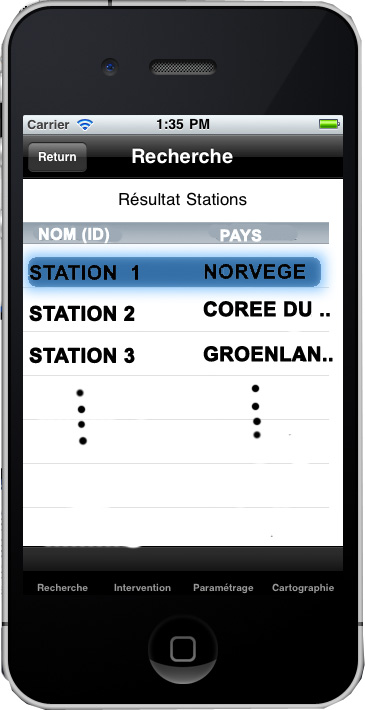 Carrier 1:35 PM
Return Recherche
Résultat Stations
NOM (ID) PAYS
STATION 1 NORVEGE
STATION 2 COREE DU ..
STATION 3 GROENLAN..
Recherche Intervention Paramétrage Cartographie